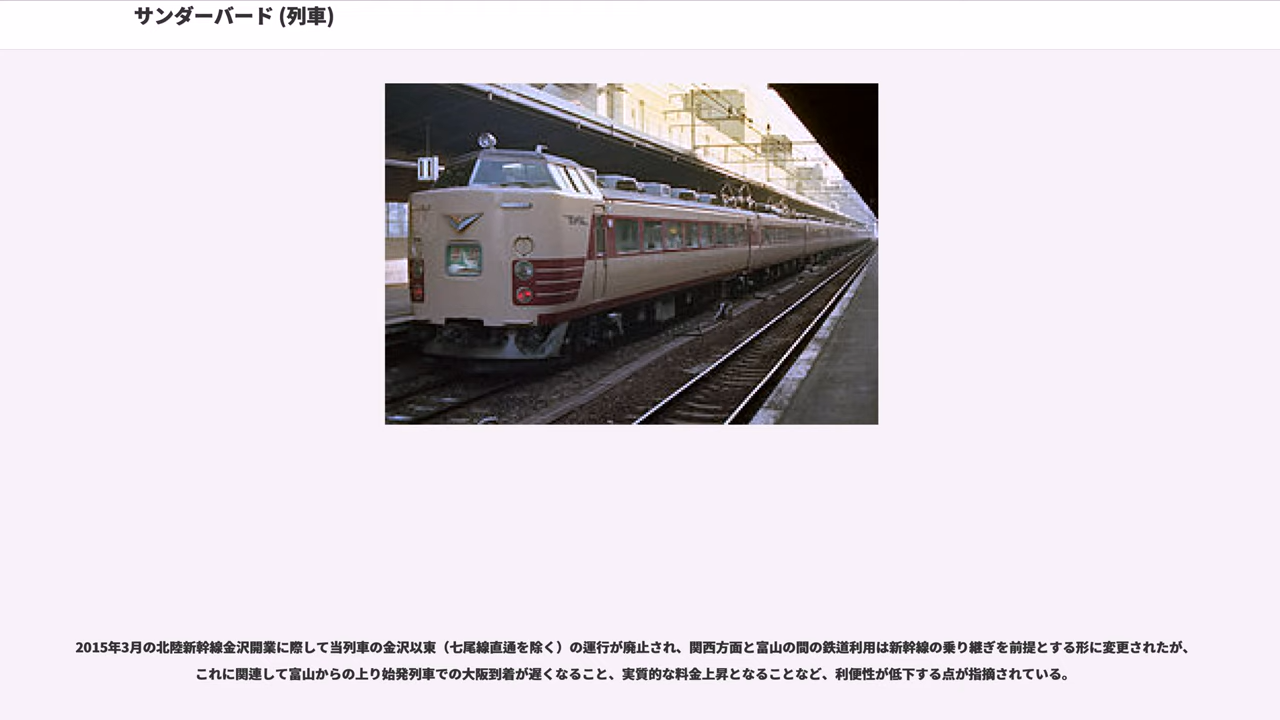 サンダーバード (列車)
2015年3月の北陸新幹線金沢開業に際して当列車の金沢以東（七尾線直通を除く）の運行が廃止され、関西方面と富山の間の鉄道利用は新幹線の乗り継ぎを前提とする形に変更されたが、
これに関連して富山からの上り始発列車での大阪到着が遅くなること、実質的な料金上昇となることなど、利便性が低下する点が指摘されている。